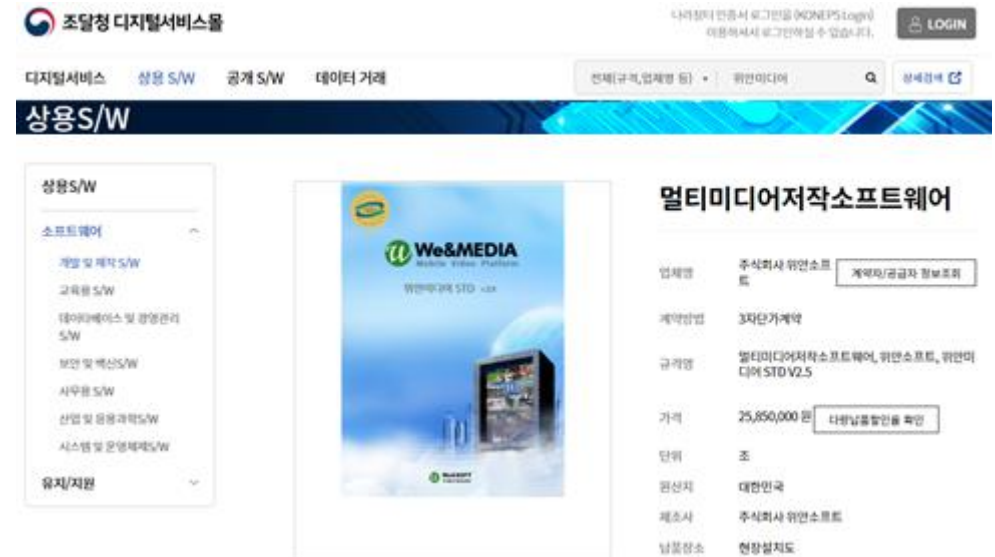 조달청 디지털서비스몰
나라장터 인증서 로그인을 (KONEPS Login)
이용하셔서 로그인하실 수 있습니다.
LOGIN
디지털서비스 상용 S/W 공개 S/W 데이터 거래
전체(규격,업체명 등) 위안미디어 상세검색
상용S/W
상용S/W
소프트웨어
개발 및 제작 S/W
교육용 S/W
데이터베이스 및 경영관리
S/W
보안 및 백신S/W
사무용 S/W
산업 및 응용과학S/W
시스템 및 운영체제S/W
유지/지원
We&MEDIA
Mobile Video Platform
위안미디어 STD v2.5
WeANSOFT
멀티미디어저작소프트웨어
업체명 주식회사 위안소프
트 계약자/공급자 정보조회
계약방법 3자단가계약
규격명 멀티미디어저작소프트웨어, 위안소프트, 위안미
디어 STD V2.5
가격 25,850,000 원 다량납품할인율 확인
단위 조
원산지 대한민국
제조사 주식회사 위안소프트
납품장소 현장설치도